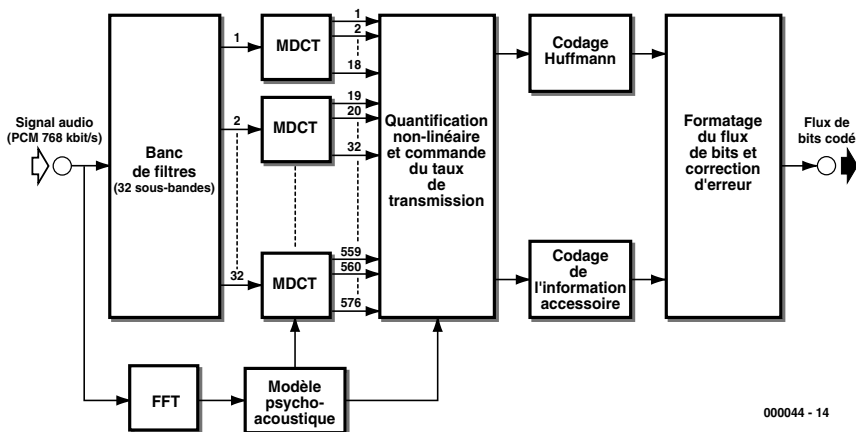 Signal audio
(PCM 768 kbit/s)
Banc
de filtres
(32 sous-bandes)
1
2
32
MDCT
MDCT
MDCT
1
2
18
19
20
32
559
560
576
Quantification
non-linéaire
et commande
du taux
de
transmission
Codage
Huffmann
Codage
de
l'information
accessoire
Formatage
du flux
de bits et
correction
d'erreur
Flux de
bits codé
FFT
Modèle
psycho-
acoustique
000044 - 14